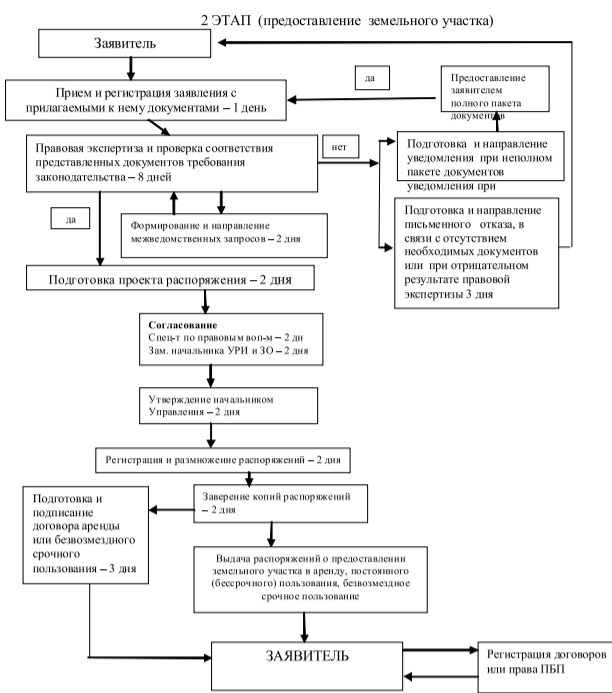 2 ЭТАП (предоставление земельного участка)
Заявитель
Прием и регистрация заявления с
прилагаемыми к нему документами – 1 день
да
Предоставление
заявителем
полного пакета
документов
Правовая экспертиза и проверка соответствия
представленных документов требования
законодательства – 8 дней
нет
Подготовка и направление
уведомления при неполном
пакете документов
уведомления при
да
Формирование и направление
межведомственных запросов – 2 дня
Подготовка и направление
письменного отказа, в
связи с отсутствием
необходимых документов
или при отрицательном
результате правовой
экспертизы 3 дня
Подготовка проекта распоряжения – 2 дня
Согласование
Спец-т по правовым воп-м – 2 дн
Зам. начальника УРИ и ЗО – 2 дня
Утверждение начальником
Управления – 2 дня
Регистрация и размножение распоряжений – 2 дня
Заверение копий распоряжений
– 2 дня
Подготовка и
подписание
договора аренды
или безвозмездного
срочного
пользования – 3 дня
Выдача распоряжений о предоставлении
земельного участка в аренду, постоянного
(бессрочного) пользования, безвозмездное
срочное пользование
ЗАЯВИТЕЛЬ
Регистрация договоров
или права ПБП